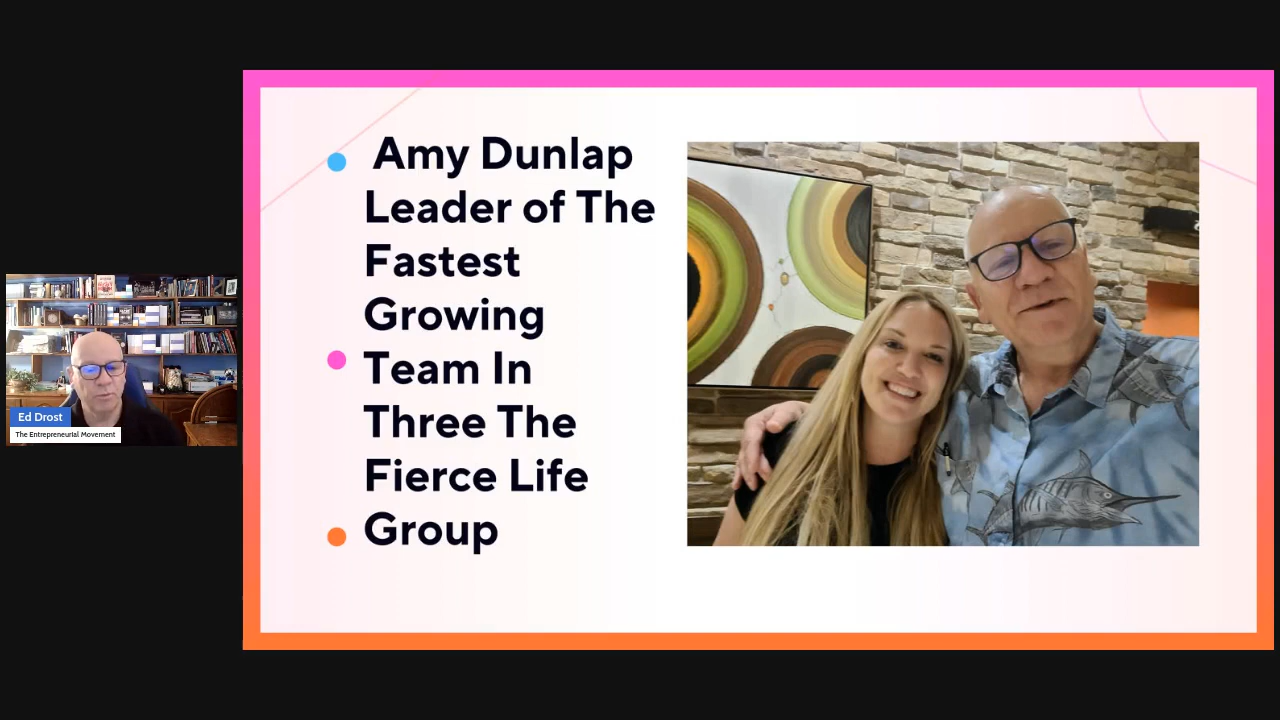 Amy Dunlap
Leader of The
Fastest
Growing
Team In
Three The
Fierce Life
Group
Ed Drost
The Entrepreneurial Movement